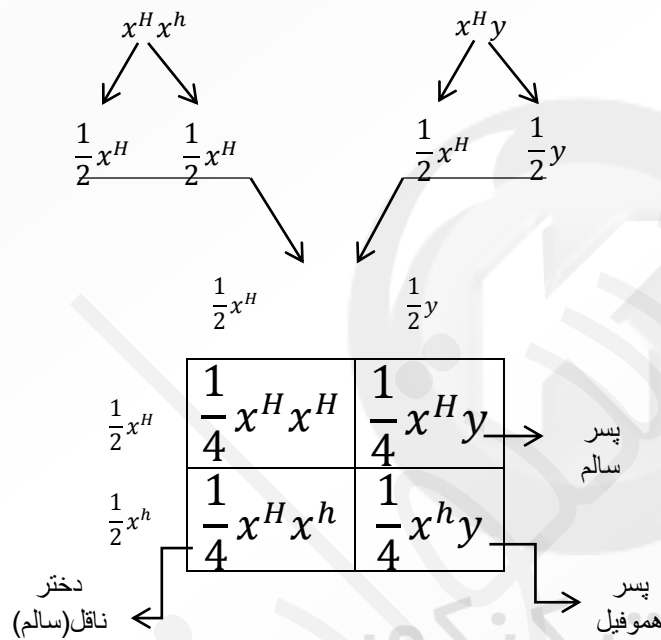 x^H x^h x^H y
1/2 x^H 1/2 x^H 1/2 x^H 1/2 y
1/2 x^H 1/2 y
1/2 x^H 1/4 x^H x^H 1/4 x^H y
پسر
سالم
1/2 x^h 1/4 x^H x^h 1/4 x^h y
دختر
ناقل(سالم)
پسر
هموفیل